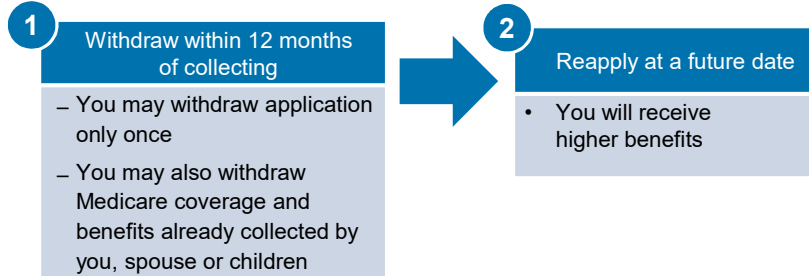 1
Withdraw within 12 months
of collecting
– You may withdraw application
only once
– You may also withdraw
Medicare coverage and
benefits already collected by
you, spouse or children
2
Reapply at a future date
• You will receive
higher benefits